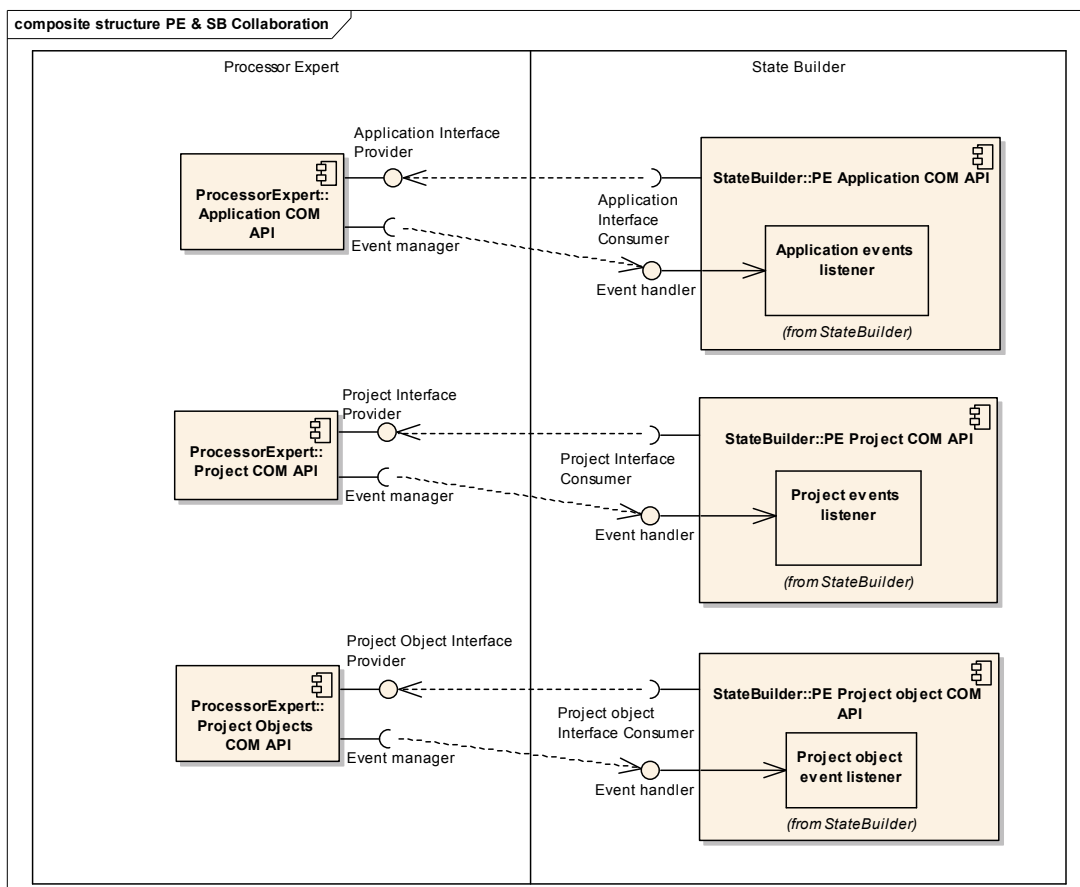 composite structure PE & SB Collaboration
Processor Expert
State Builder
Application Interface
Provider
ProcessorExpert::
Application COM
API
Event manager
Application
Interface
Consumer
Event handler
StateBuilder::PE Application COM API
Application events
listener
(from StateBuilder)
Project Interface
Provider
ProcessorExpert::
Project COM API
Event manager
Project Interface
Consumer
Event handler
StateBuilder::PE Project COM API
Project events
listener
(from StateBuilder)
Project Object Interface
Provider
ProcessorExpert::
Project Objects
COM API
Event manager
Project object
Interface Consumer
Event handler
StateBuilder::PE Project object COM
API
Project object
event listener
(from StateBuilder)